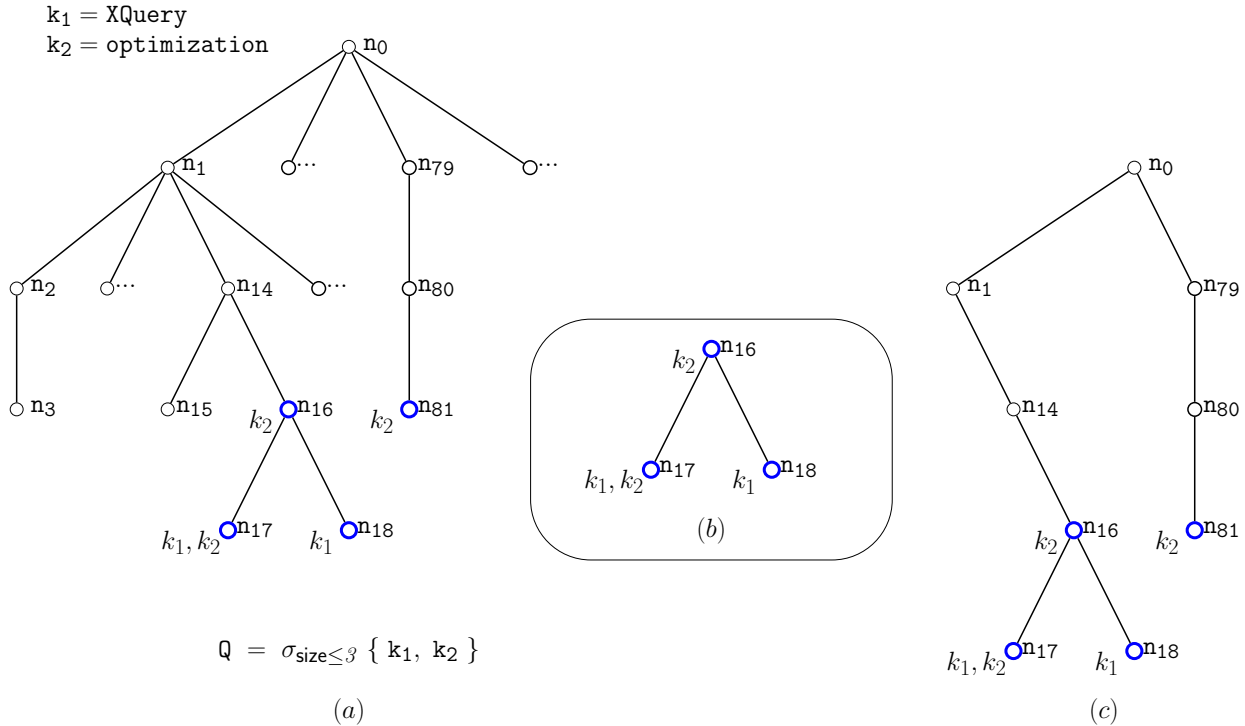 k₁ = XQuery
k₂ = optimization
n₀
n₁
...
n₇₉
...
n₂
...
n₁₄
...
n₈₀
n₃
n₁₅
n₁₆
k₂
n₈₁
k₂
n₁₇
k₁, k₂
n₁₈
k₁
Q = σsize≤3 { k₁, k₂ }
(a)
n₁₆
k₂
n₁₇
k₁, k₂
n₁₈
k₁
(b)
n₀
n₁
n₇₉
n₁₄
n₈₀
n₁₆
k₂
n₈₁
k₂
n₁₇
k₁, k₂
n₁₈
k₁
(c)